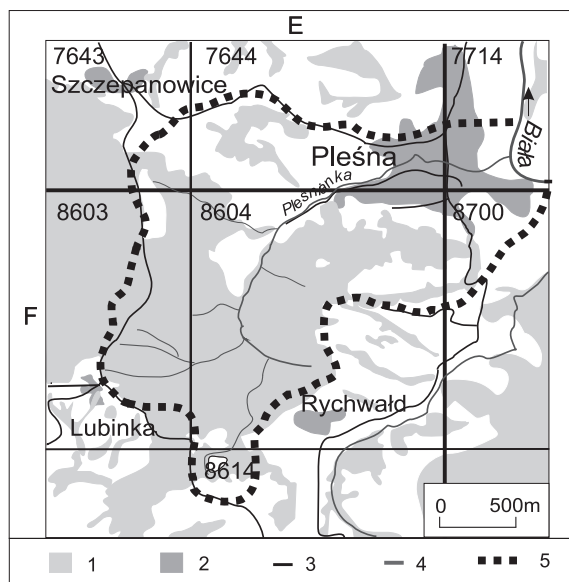 E
7643 7644 7714
Szczepanowice
Biała
Pleśna
Pleśnianka
8603 8604 8700
F
Rychwałd
Lubinka
8614
0 500m
1 2 3 4 5